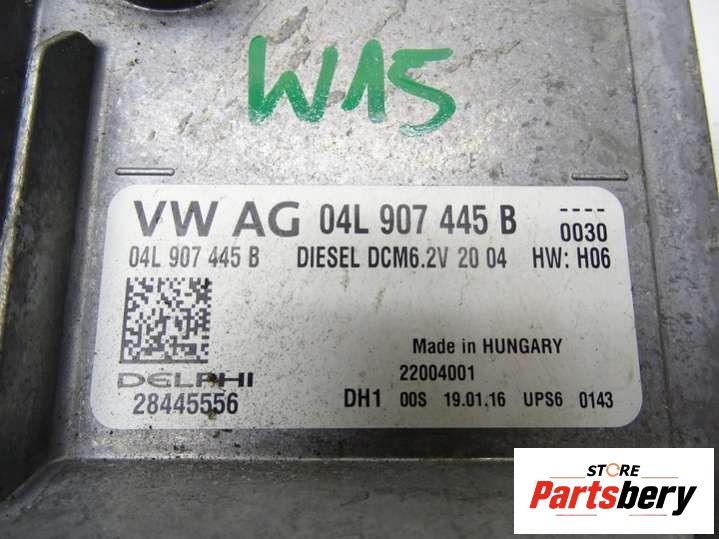 W15
VW AG 04L 907 445 B ----
0030
04L 907 445 B DIESEL DCM6.2V 20 04 HW: H06
Made in HUNGARY
DELPHI 22004001
28445556 DH1 00S 19.01.16 UPS6 0143
STORE
Partsbery